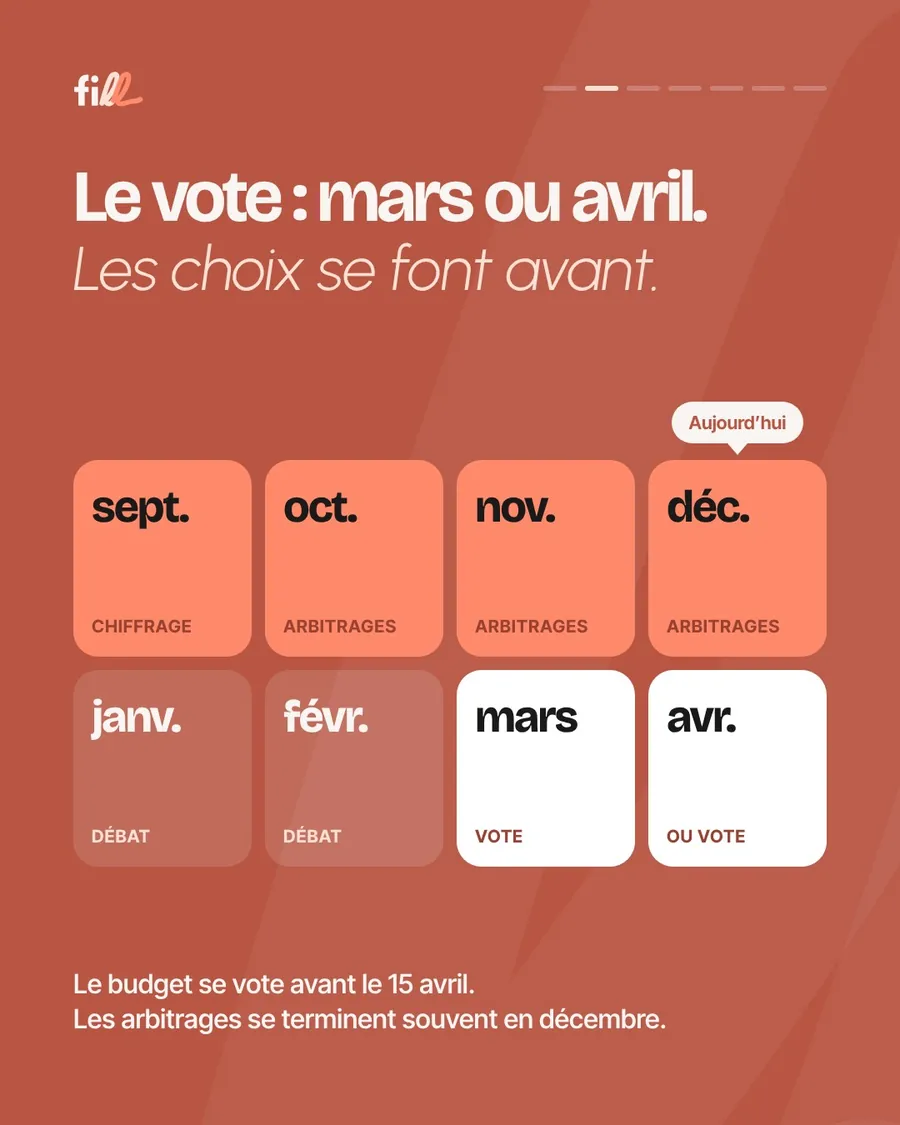 fill
Le vote : mars ou avril.
Les choix se font avant.
Aujourd’hui
sept.
CHIFFRAGE
oct.
ARBITRAGES
nov.
ARBITRAGES
déc.
ARBITRAGES
janv.
DÉBAT
févr.
DÉBAT
mars
VOTE
avr.
OU VOTE
Le budget se vote avant le 15 avril.
Les arbitrages se terminent souvent en décembre.